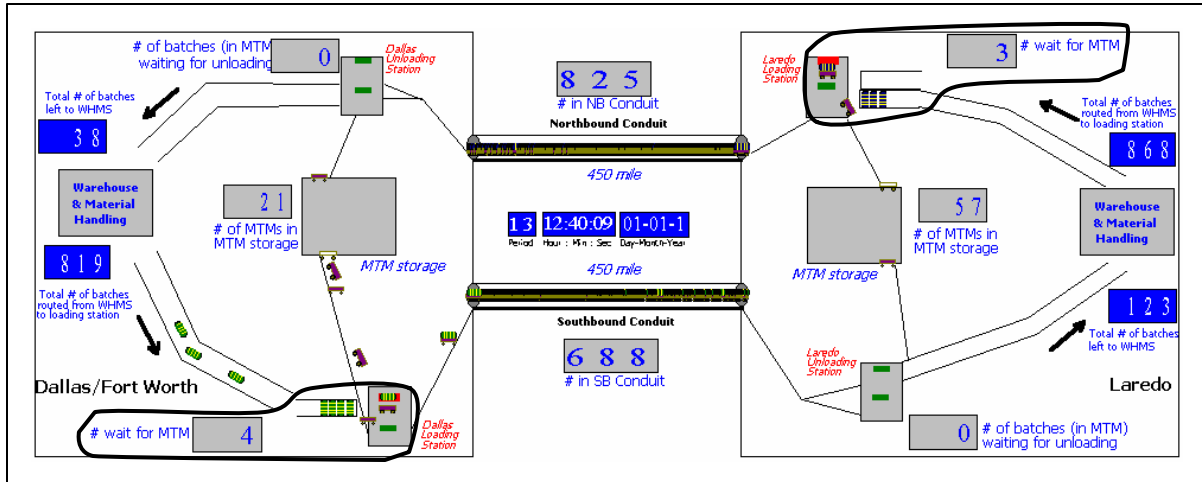 # of batches (in MTM)
waiting for unloading
0
Dallas
Unloading
Station
Total # of batches
left to WHMS
38
Warehouse
& Material
Handling
819
Total # of batches
routed from WHMS
to loading station
Dallas/Fort Worth
21
# of MTMs in
MTM storage
MTM storage
# wait for MTM
4
Dallas
Loading
Station
825
# in NB Conduit
Northbound Conduit
450 mile
13 12:40:09 01-01-1
Period Hour : Min : Sec Day-Month-Year
450 mile
Southbound Conduit
688
# in SB Conduit
Laredo
Loading
Station
3
# wait for MTM
Total # of batches
routed from WHMS
to loading station
868
57
# of MTMs in
MTM storage
MTM storage
Warehouse
& Material
Handling
123
Total # of batches
left to WHMS
Laredo
Unloading
Station
Laredo
0
# of batches (in MTM)
waiting for unloading